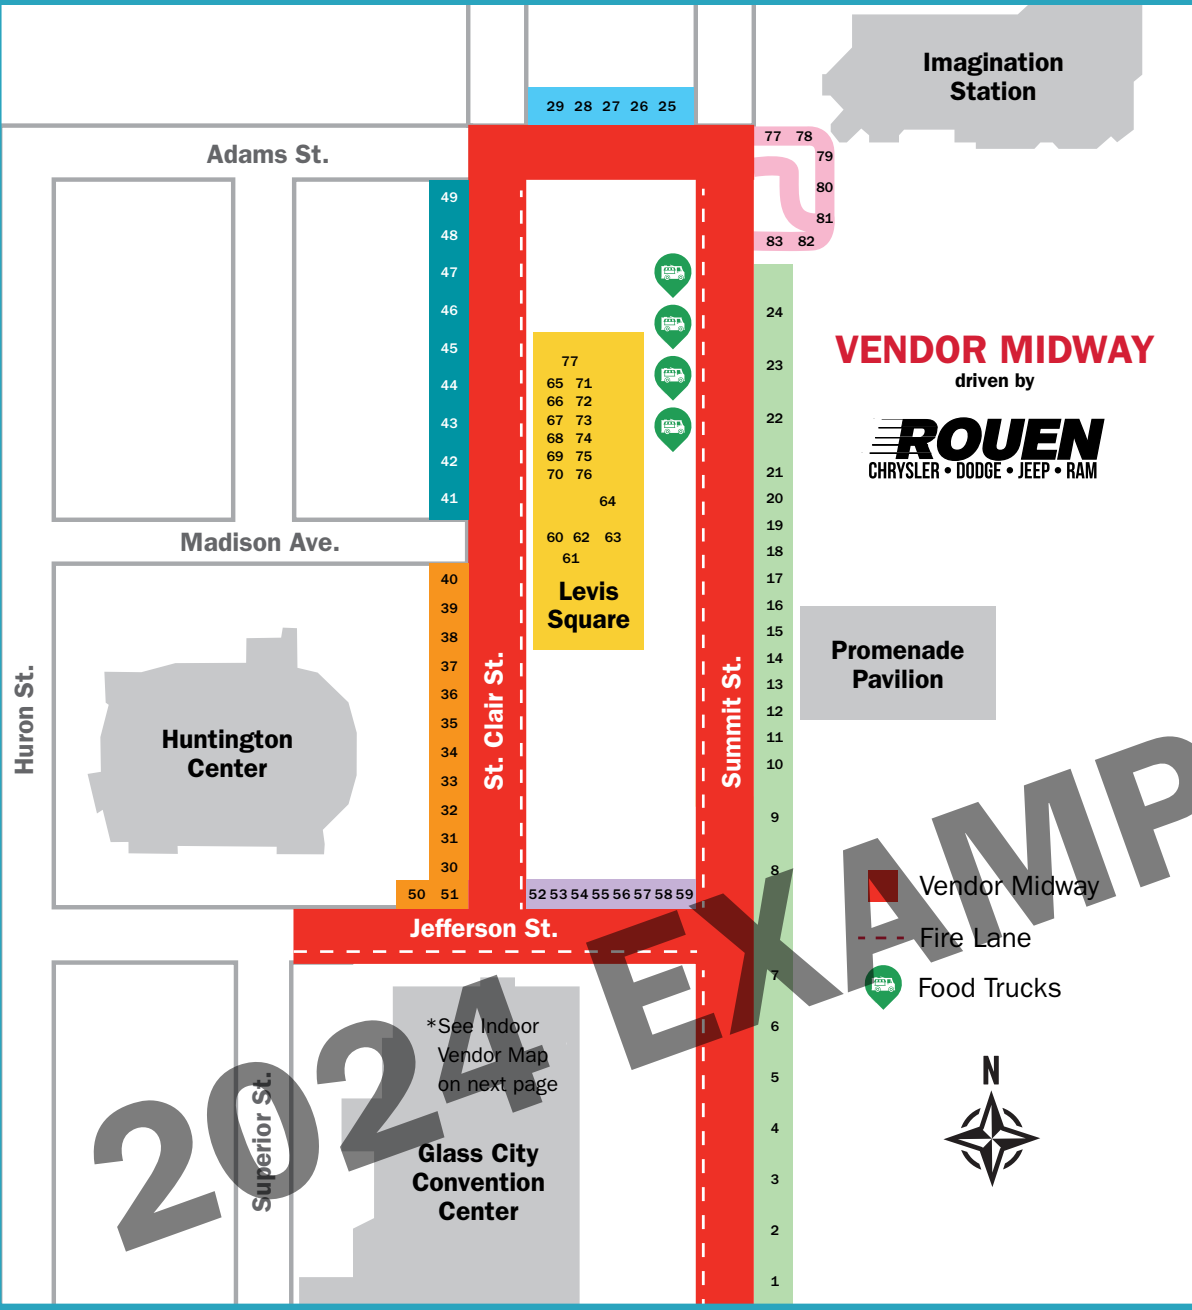 Imagination
Station
29 28 27 26 25
Adams St.
77 78
79
80
81
83 82
49
48
47
46
45
44
43
42
41
24
23
22
21
20
19
18
17
16
15
14
13
12
11
10
9
8
7
6
5
4
3
2
1
VENDOR MIDWAY
driven by
ROUEN
CHRYSLER • DODGE • JEEP • RAM
77
65 71
66 72
67 73
68 74
69 75
70 76
64
60 62 63
61
Levis
Square
Madison Ave.
40
39
38
37
36
35
34
33
32
31
30
50 51
Huron St.
Huntington
Center
St. Clair St.
Summit St.
Promenade
Pavilion
52 53 54 55 56 57 58 59
Jefferson St.
Vendor Midway
Fire Lane
Food Trucks
*See Indoor
Vendor Map
on next page
Superior St.
Glass City
Convention
Center
N
2024 EXAMP